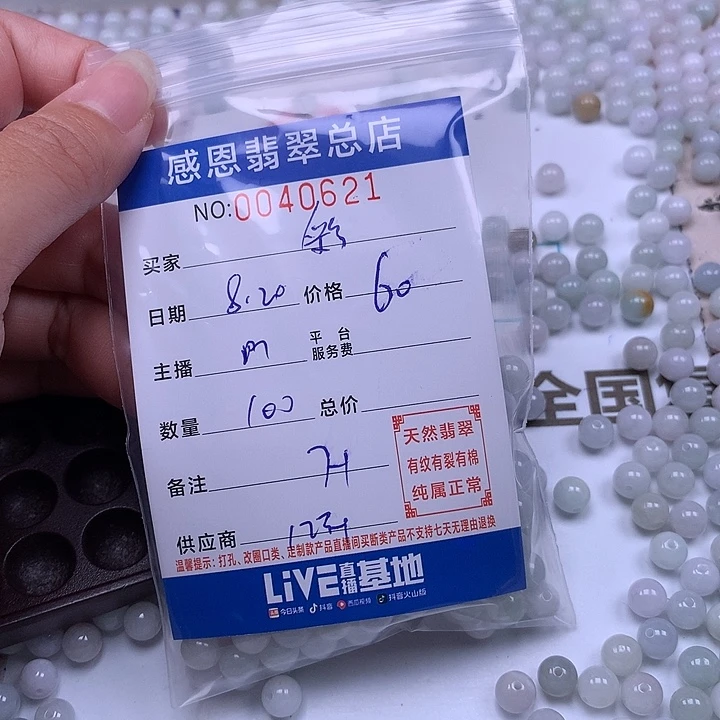 感恩翡翠总店
NO:0040621
买家
日期 8.20 价格 60
主播 平台服务费
数量 100 总价
备注
天然翡翠
有纹有裂有棉
纯属正常
供应商
温馨提示:打孔、改圈口类、定制款产品直播间买断类产品不支持七天无理由退换
LiVE直播基地
今日头条 抖音 西瓜视频 抖音火山版
全国